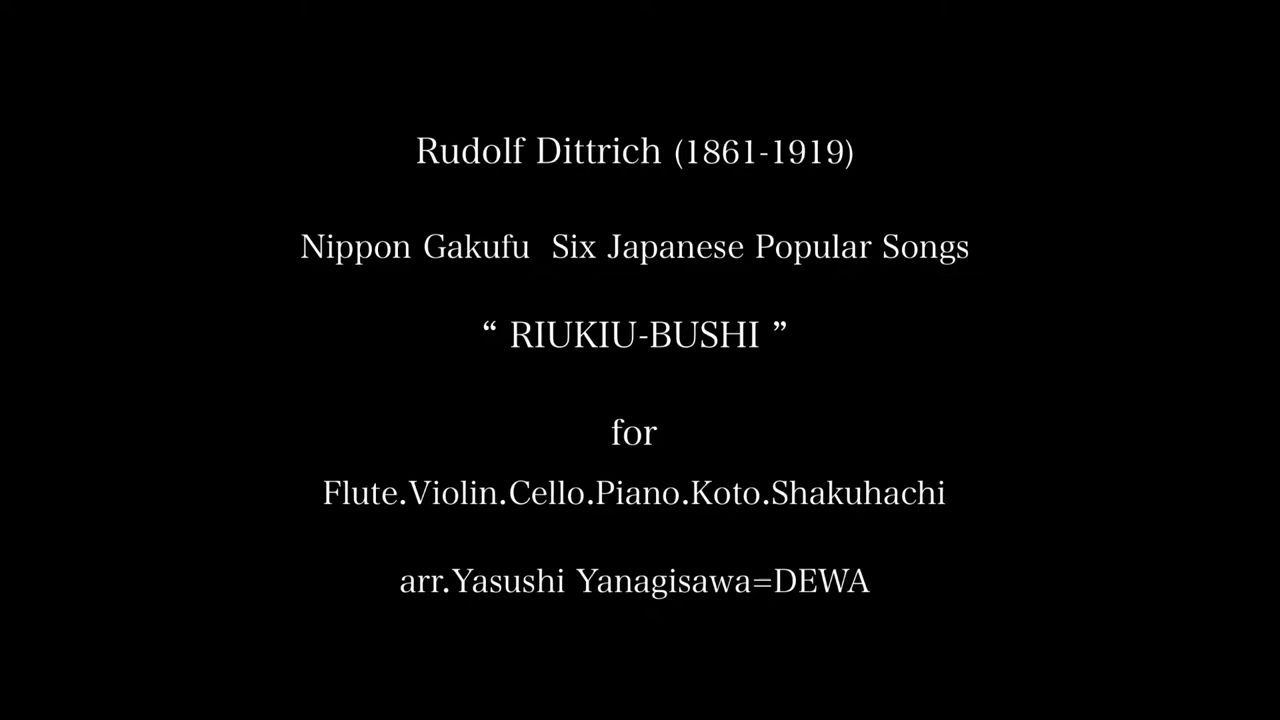 Rudolf Dittrich (1861-1919)
Nippon Gakufu  Six Japanese Popular Songs
“ RIUKIU-BUSHI ”
for
Flute.Violin.Cello.Piano.Koto.Shakuhachi
arr.Yasushi Yanagisawa=DEWA